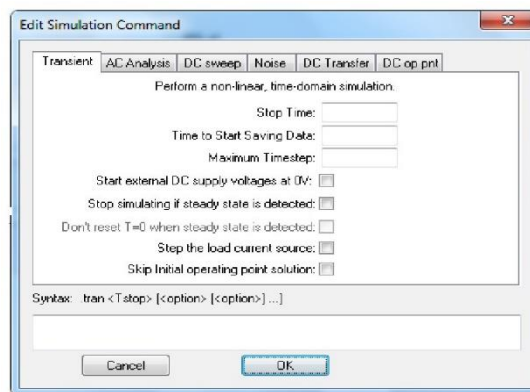 Edit Simulation Command
Transient AC Analysis DC sweep Noise DC Transfer DC op pnt
Perform a non-linear, time-domain simulation.
Stop Time:
Time to Start Saving Data:
Maximum Timestep:
Start external DC supply voltages at 0V:
Stop simulating if steady state is detected:
Don't reset T=0 when steady state is detected:
Step the load current source:
Skip Initial operating point solution:
Syntax: .tran <Tstop> [<option> [<option>] ...]
Cancel OK